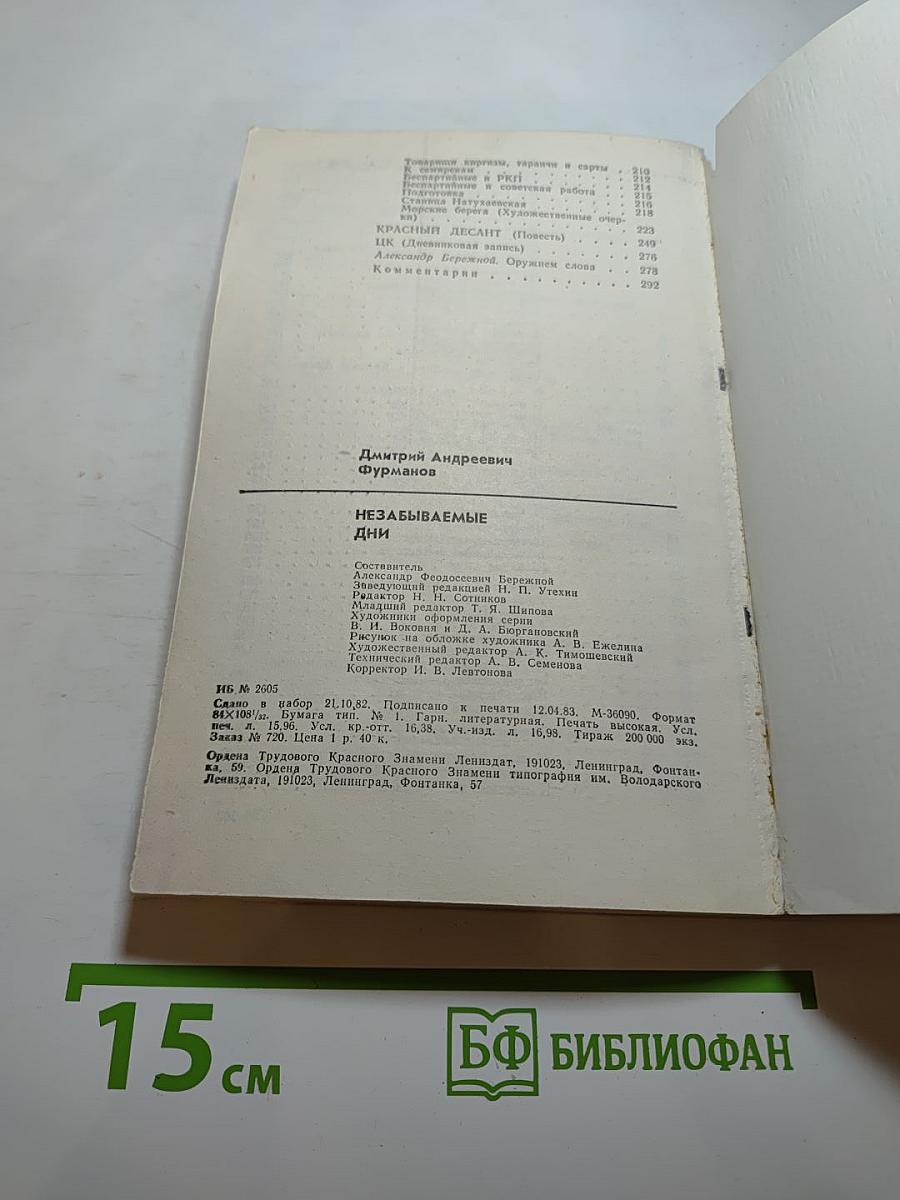 Товарищи киргизы, таранчи и сарты . 210
К семирекам . . . . . . . . 212
Беспартийные и РКП . . . . . . 214
Беспартийные и советская работа . . 215
Подготовка . . . . . . . . . 216
Станица Натухаевская . . . . . . 218
Морские берега (Художественные очер-
ки) . . . . . . . . . . . 223
КРАСНЫЙ ДЕСАНТ (Повесть) . . . . 249
ЦК (Дневниковая запись) . . . . . . 276
Александр Бережной. Оружием слова . . 278
Комментарии . . . . . . . . . . 292
Дмитрий Андреевич
Фурманов
НЕЗАБЫВАЕМЫЕ
ДНИ
Составитель
Александр Феодосеевич Бережной
Заведующий редакцией Н. П. Утехин
Редактор Н. Н. Сотников
Младший редактор Т. Я. Шипова
Художники оформления серии
В. И. Воковня и Д. А. Бюргановский
Рисунок на обложке художника А. В. Ежелина
Художественный редактор А. К. Тимошевский
Технический редактор А. В. Семенова
Корректор И. В. Левтонова
ИБ № 2605
Сдано в набор 21.10.82. Подписано к печати 12.04.83. М-36090. Формат
84×108¹/₃₂. Бумага тип. № 1. Гарн. литературная. Печать высокая. Усл.
печ. л. 15,96. Усл. кр.-отт. 16,38. Уч.-изд. л. 16,98. Тираж 200 000 экз.
Заказ № 720. Цена 1 р. 40 к.
Ордена Трудового Красного Знамени Лениздат, 191023, Ленинград, Фонтан-
ка, 59. Ордена Трудового Красного Знамени типография им. Володарского
Лениздата, 191023, Ленинград, Фонтанка, 57
15 см
БФ БИБЛИОФАН